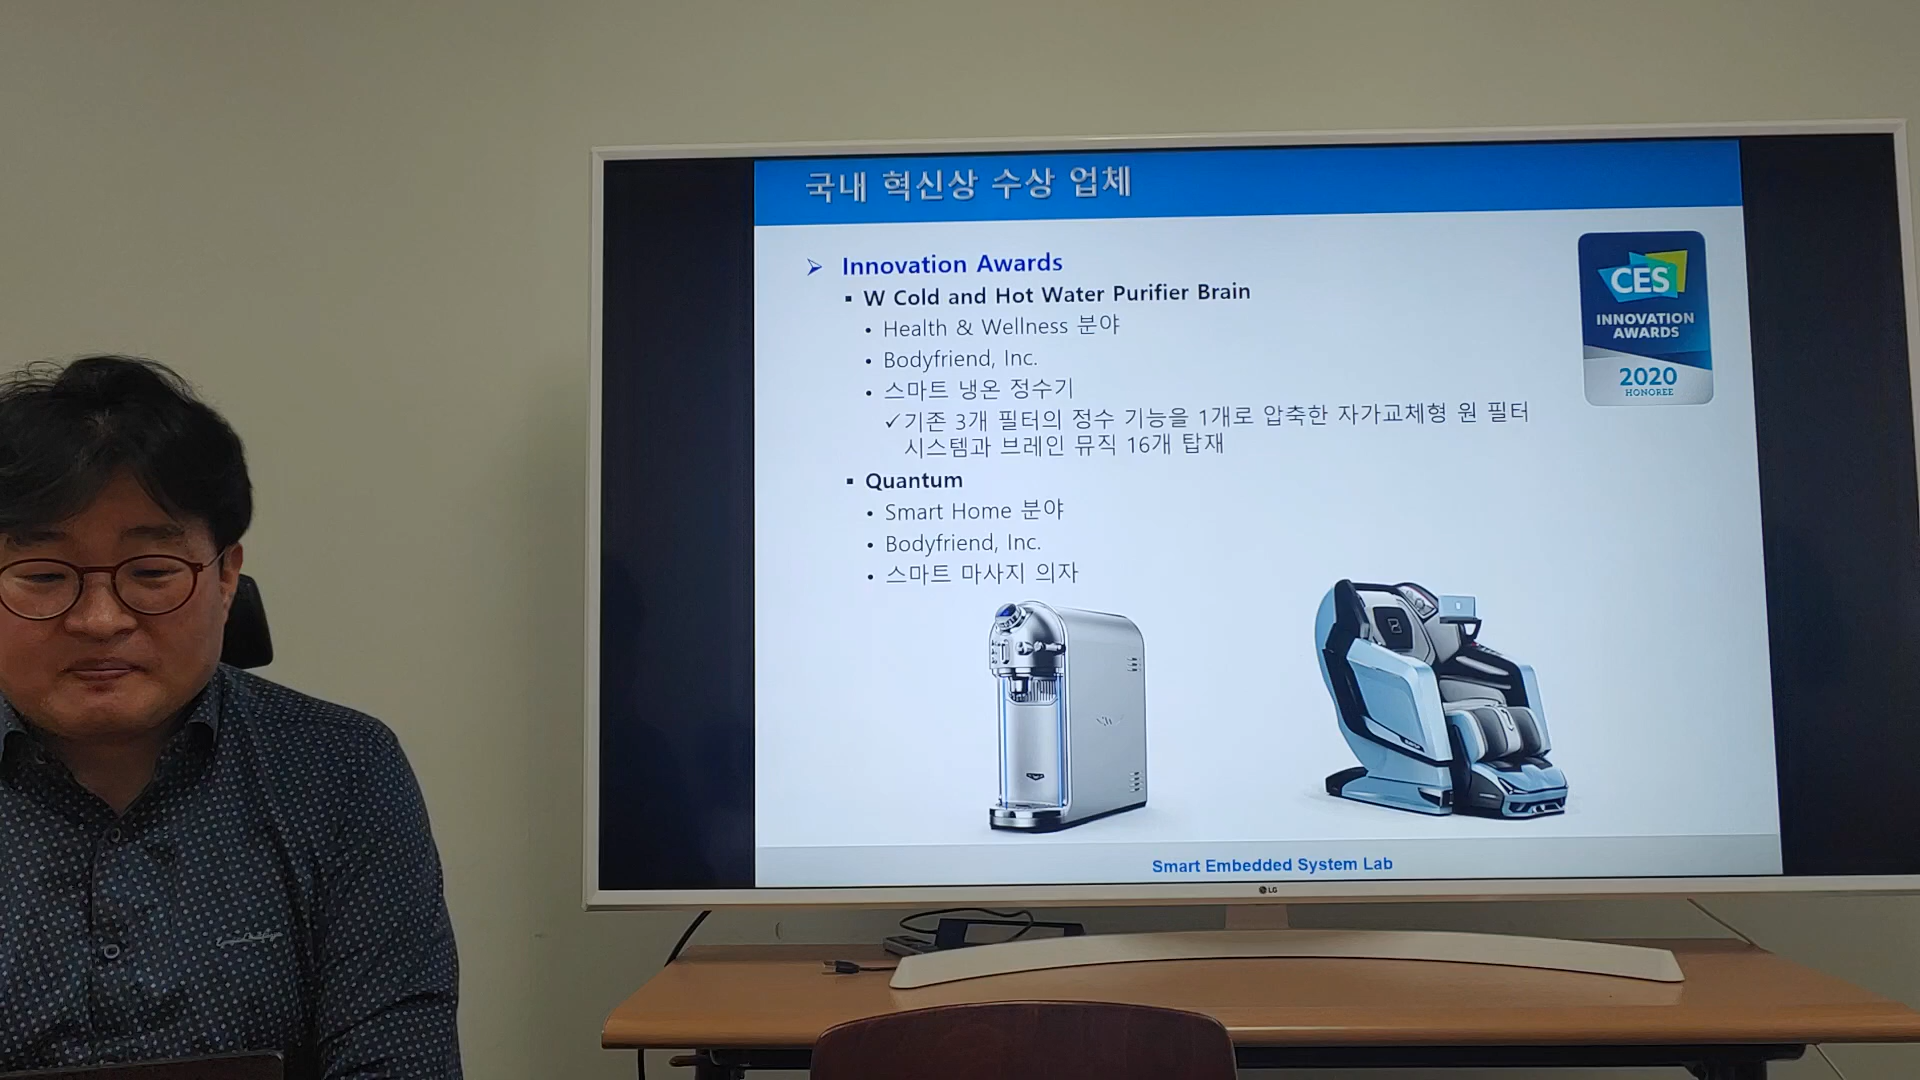 국내 혁신상 수상 업체
Innovation Awards
W Cold and Hot Water Purifier Brain
Health & Wellness 분야
Bodyfriend, Inc.
스마트 냉온 정수기
✓기존 3개 필터의 정수 기능을 1개로 압축한 자가교체형 원 필터
시스템과 브레인 뮤직 16개 탑재
Quantum
Smart Home 분야
Bodyfriend, Inc.
스마트 마사지 의자
CES
INNOVATION
AWARDS
2020
HONOREE
Smart Embedded System Lab
LG